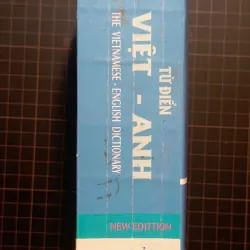 TỪ ĐIỂN
VIỆT - ANH
THE VIETNAMESE - ENGLISH DICTIONARY
NEW EDITION